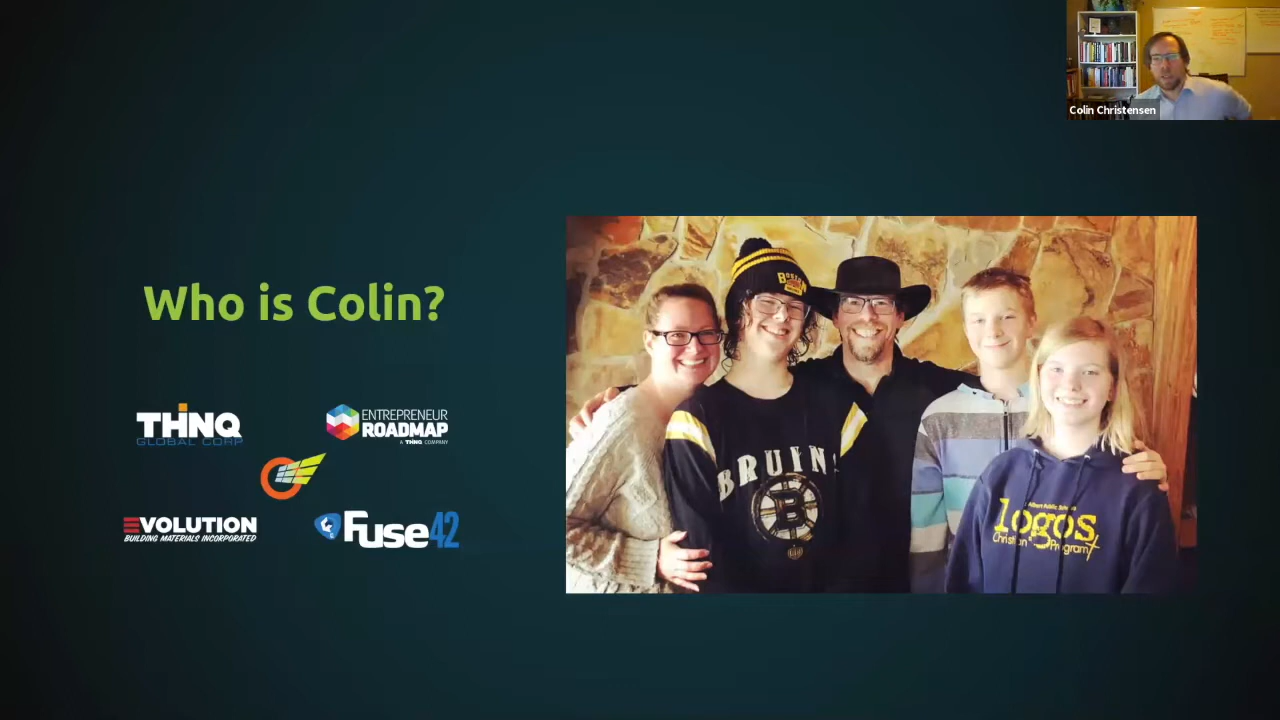 Colin Christensen
Who is Colin?
THINQ
GLOBAL CORP
ENTREPRENEUR
ROADMAP
A THINQ COMPANY
EVOLUTION
BUILDING MATERIALS INCORPORATED
Fuse42
BOSTON
BRUINS
B
logos
Christian Program